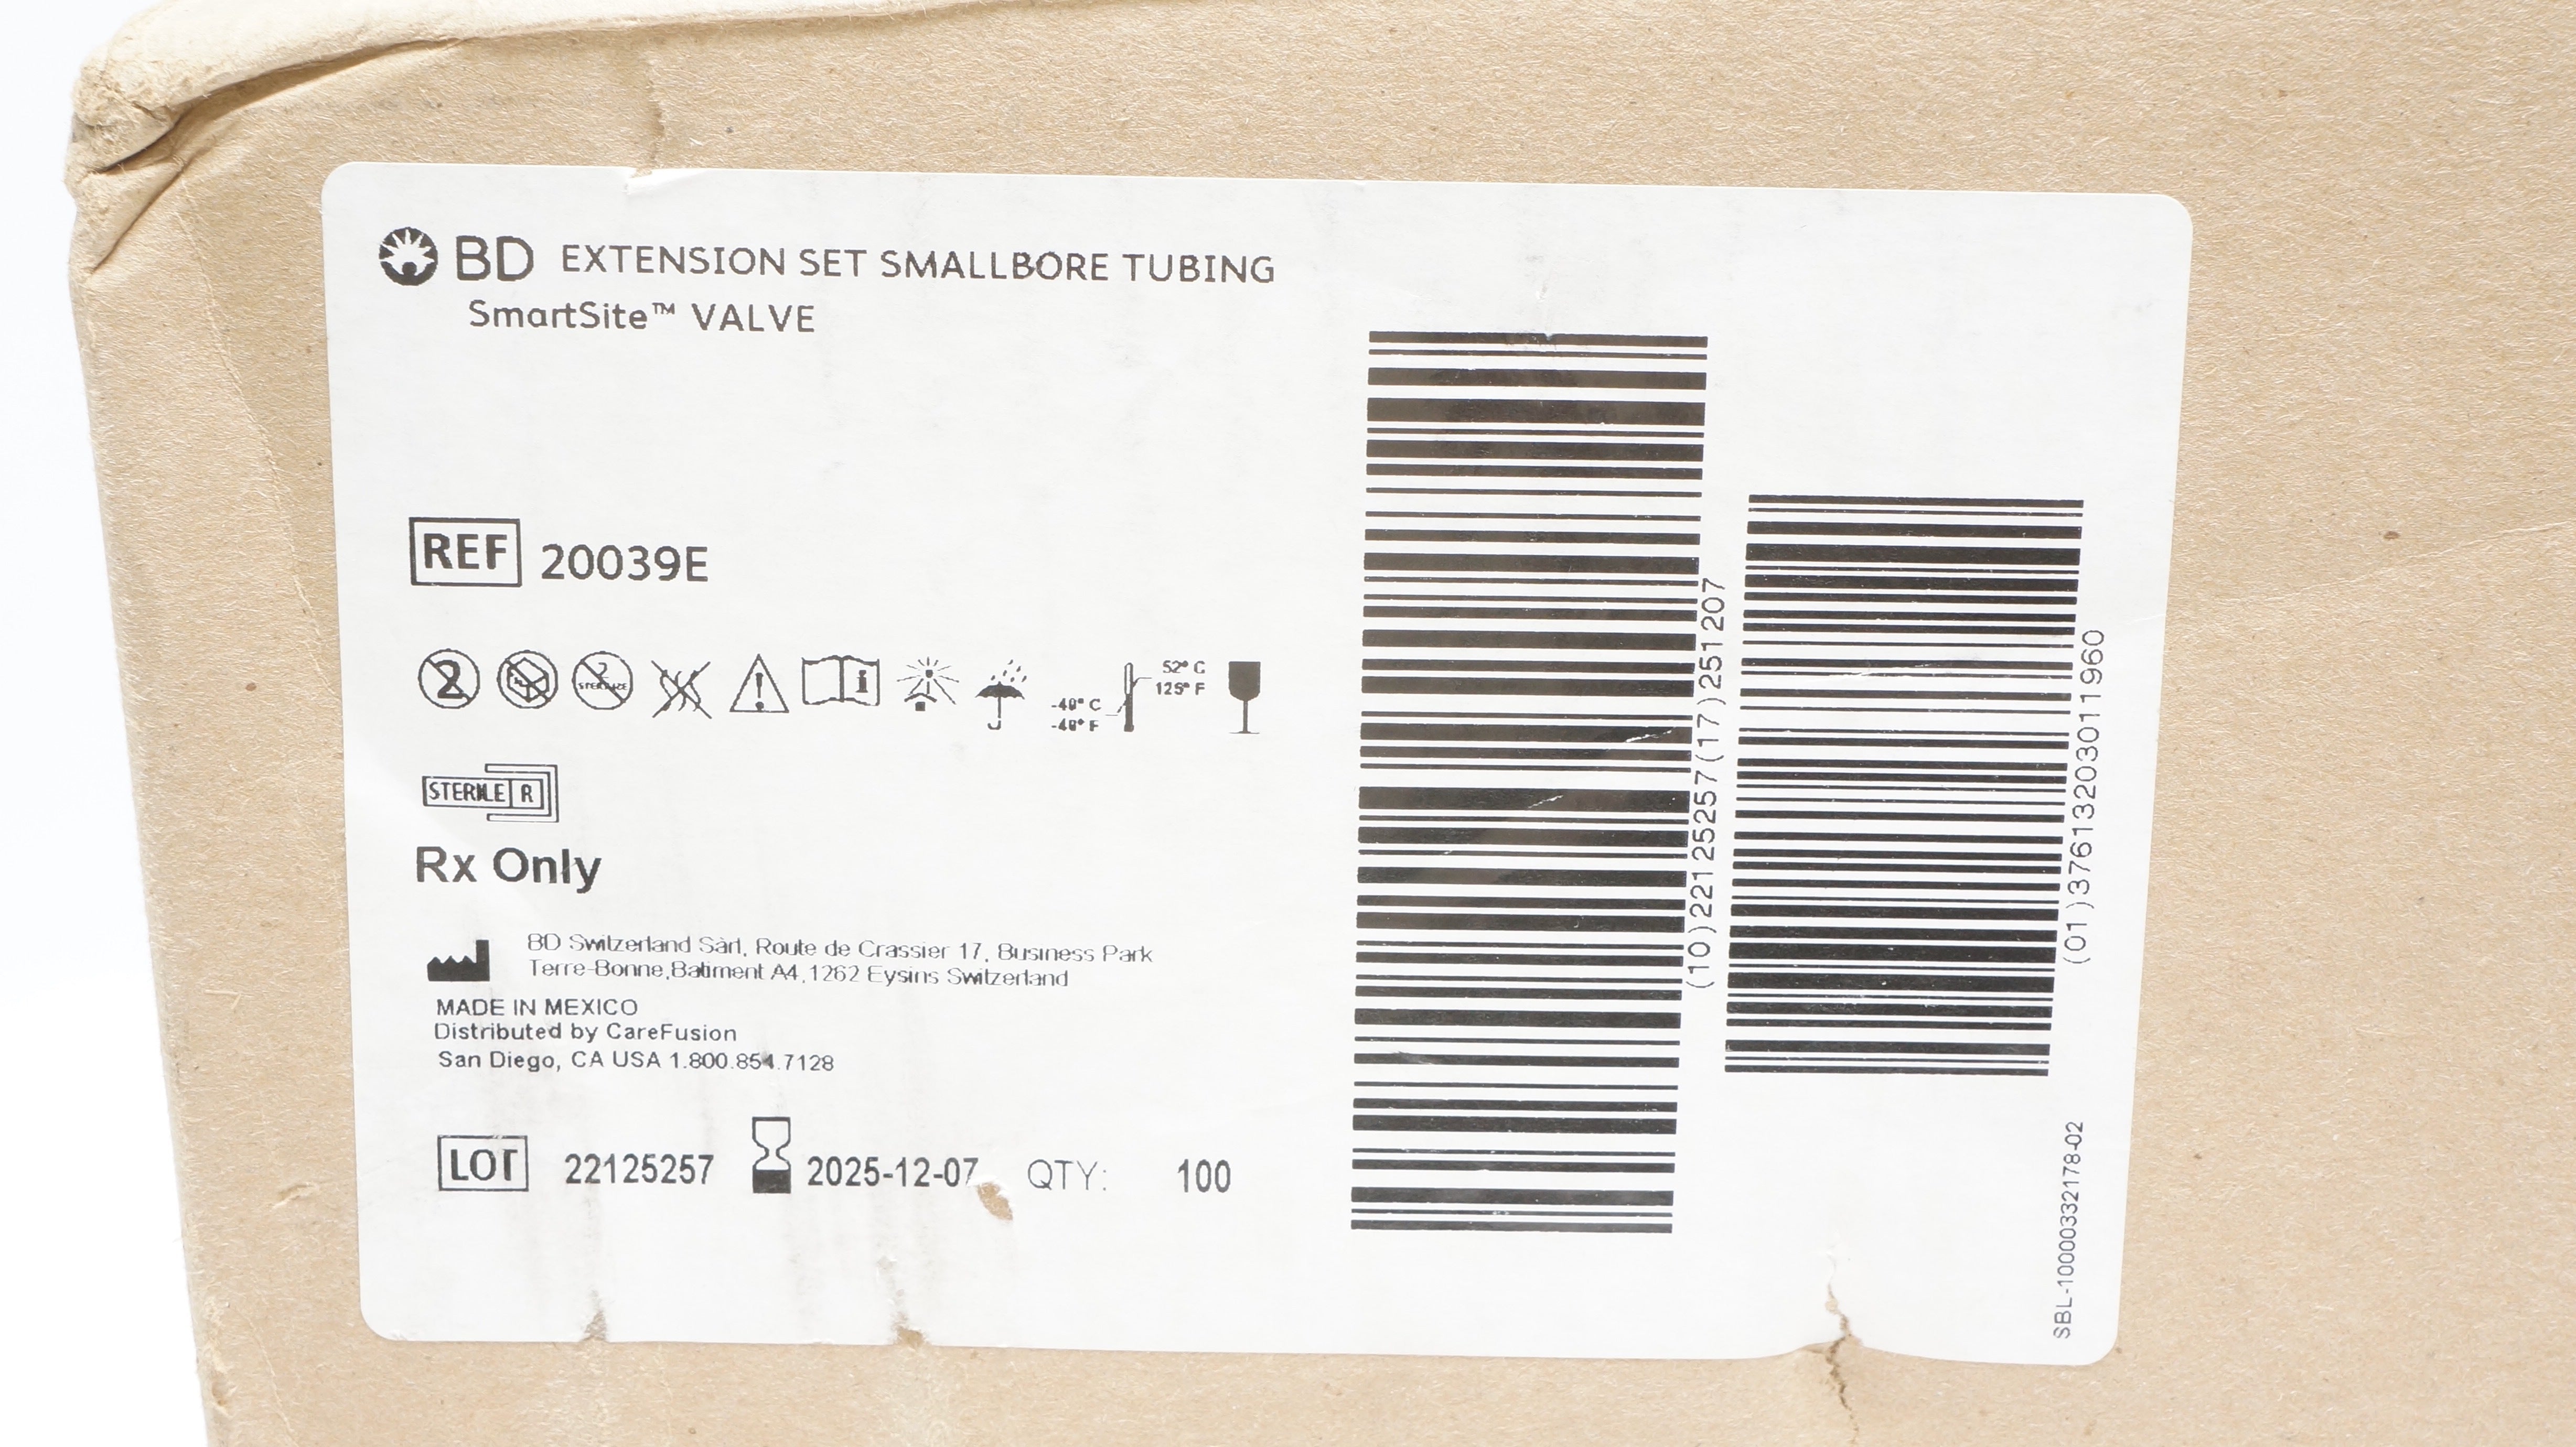 BD EXTENSION SET SMALLBORE TUBING
SmartSite™ VALVE
REF 20039E
2
2 STERILIZE
i
52° C
125° F
-40° C
-40° F
STERILE R
Rx Only
BD Switzerland Sàrl, Route de Crassier 17, Business Park
Terre-Bonne,Batiment A4,1262 Eysins Switzerland
MADE IN MEXICO
Distributed by CareFusion
San Diego, CA USA 1.800.854.7128
LOT 22125257 2025-12-07 QTY: 100
(10)22125257(17)251207
(01)37613203011960
SBL-10000332178-02